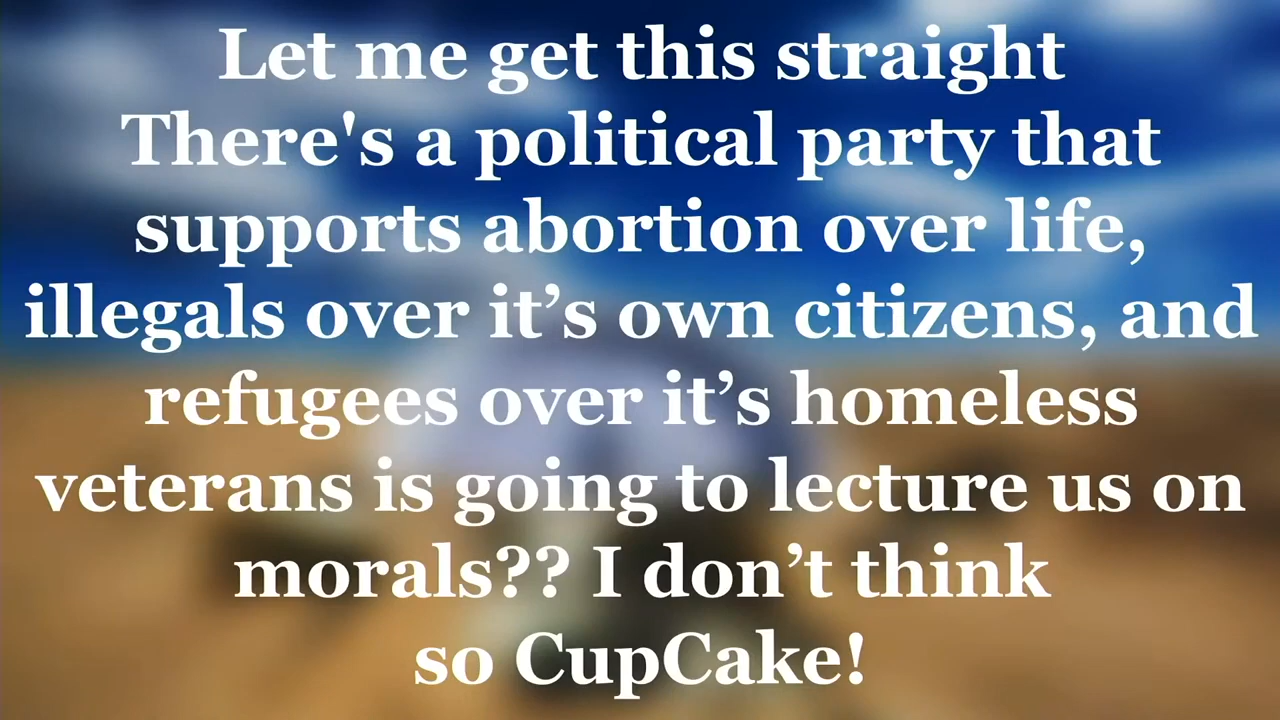 Let me get this straight
There's a political party that
supports abortion over life,
illegals over it’s own citizens, and
refugees over it’s homeless
veterans is going to lecture us on
morals?? I don’t think
so CupCake!